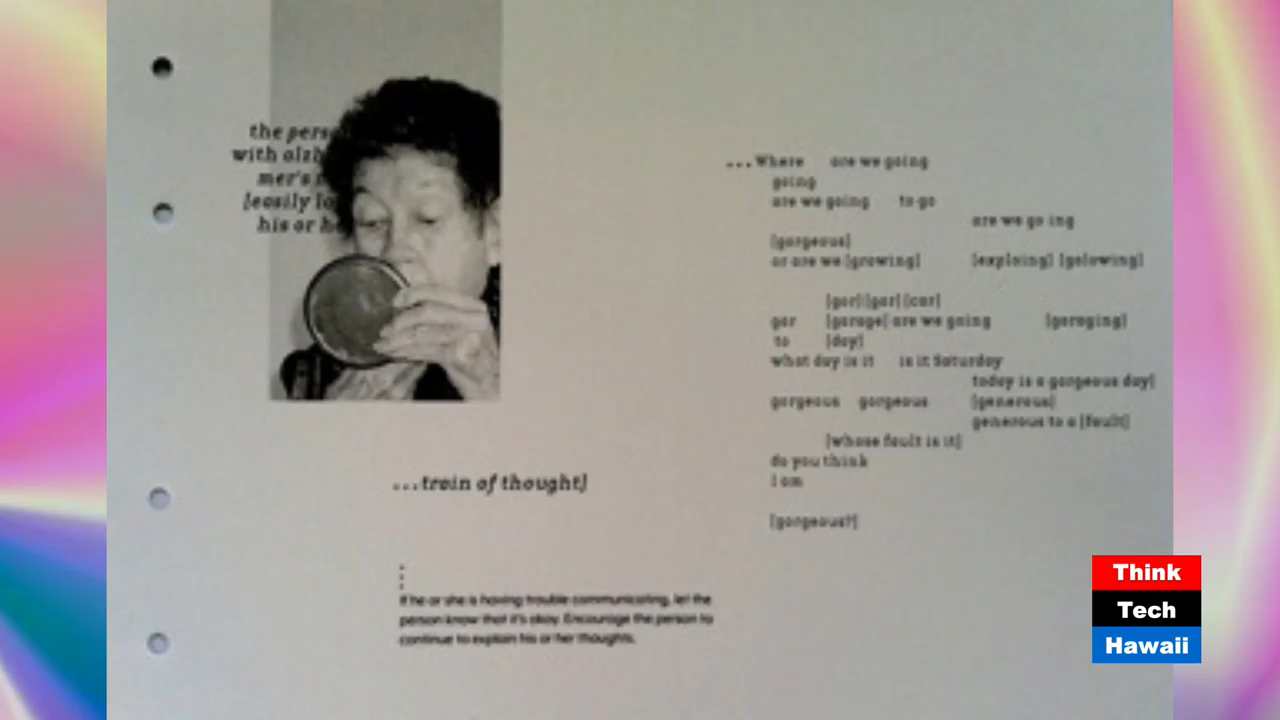 the pers
with alzh
mer's
[easily lo
his or he
...train of thought]
If he or she is having trouble communicating, let the
person know that it's okay. Encourage the person to
continue to explain his or her thoughts.
...Where are we going
going
are we going to go
are we go ing
[gorgeous]
or are we [growing] [exploing] [golowing]
[gar] [gar] [car]
gar [garage] are we going [garaging]
to [day]
what day is it is it Saturday
today is a gorgeous day[
gorgeous gorgeous [generous]
generous to a [fault]
[whose fault is it]
do you think
I am
[gorgeous?]
Think
Tech
Hawaii